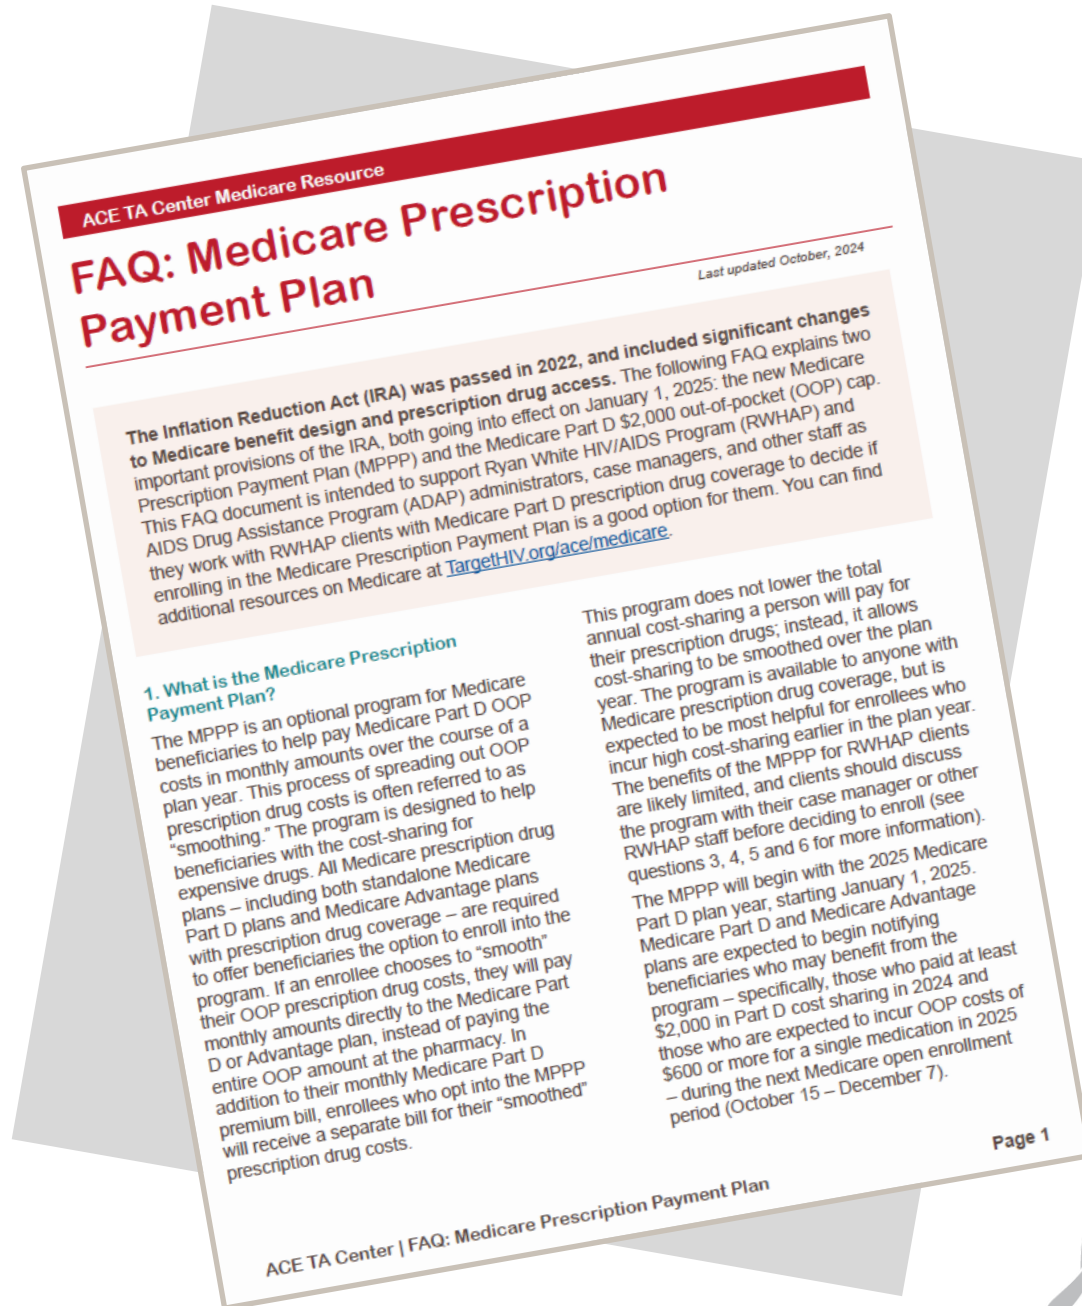 ACE TA Center Medicare Resource
FAQ: Medicare Prescription
Payment Plan
Last updated October, 2024
The Inflation Reduction Act (IRA) was passed in 2022, and included significant changes
to Medicare benefit design and prescription drug access. The following FAQ explains two
important provisions of the IRA, both going into effect on January 1, 2025: the new Medicare
Prescription Payment Plan (MPPP) and the Medicare Part D $2,000 out-of-pocket (OOP) cap.
This FAQ document is intended to support Ryan White HIV/AIDS Program (RWHAP) and
AIDS Drug Assistance Program (ADAP) administrators, case managers, and other staff as
they work with RWHAP clients with Medicare Part D prescription drug coverage to decide if
enrolling in the Medicare Prescription Payment Plan is a good option for them. You can find
additional resources on Medicare at TargetHIV.org/ace/medicare.
1. What is the Medicare Prescription
Payment Plan?
The MPPP is an optional program for Medicare
beneficiaries to help pay Medicare Part D OOP
costs in monthly amounts over the course of a
plan year. This process of spreading out OOP
prescription drug costs is often referred to as
“smoothing.” The program is designed to help
beneficiaries with the cost-sharing for
expensive drugs. All Medicare prescription drug
plans – including both standalone Medicare
Part D plans and Medicare Advantage plans
with prescription drug coverage – are required
to offer beneficiaries the option to enroll into the
program. If an enrollee chooses to “smooth”
their OOP prescription drug costs, they will pay
monthly amounts directly to the Medicare Part
D or Advantage plan, instead of paying the
entire OOP amount at the pharmacy. In
addition to their monthly Medicare Part D
premium bill, enrollees who opt into the MPPP
will receive a separate bill for their “smoothed”
prescription drug costs.
This program does not lower the total
annual cost-sharing a person will pay for
their prescription drugs; instead, it allows
cost-sharing to be smoothed over the plan
year. The program is available to anyone with
Medicare prescription drug coverage, but is
expected to be most helpful for enrollees who
incur high cost-sharing earlier in the plan year.
The benefits of the MPPP for RWHAP clients
are likely limited, and clients should discuss
the program with their case manager or other
RWHAP staff before deciding to enroll (see
questions 3, 4, 5 and 6 for more information).
The MPPP will begin with the 2025 Medicare
Part D plan year, starting January 1, 2025.
Medicare Part D and Medicare Advantage
plans are expected to begin notifying
beneficiaries who may benefit from the
program – specifically, those who paid at least
$2,000 in Part D cost sharing in 2024 and
those who are expected to incur OOP costs of
$600 or more for a single medication in 2025
– during the next Medicare open enrollment
period (October 15 – December 7).
ACE TA Center | FAQ: Medicare Prescription Payment Plan
Page 1